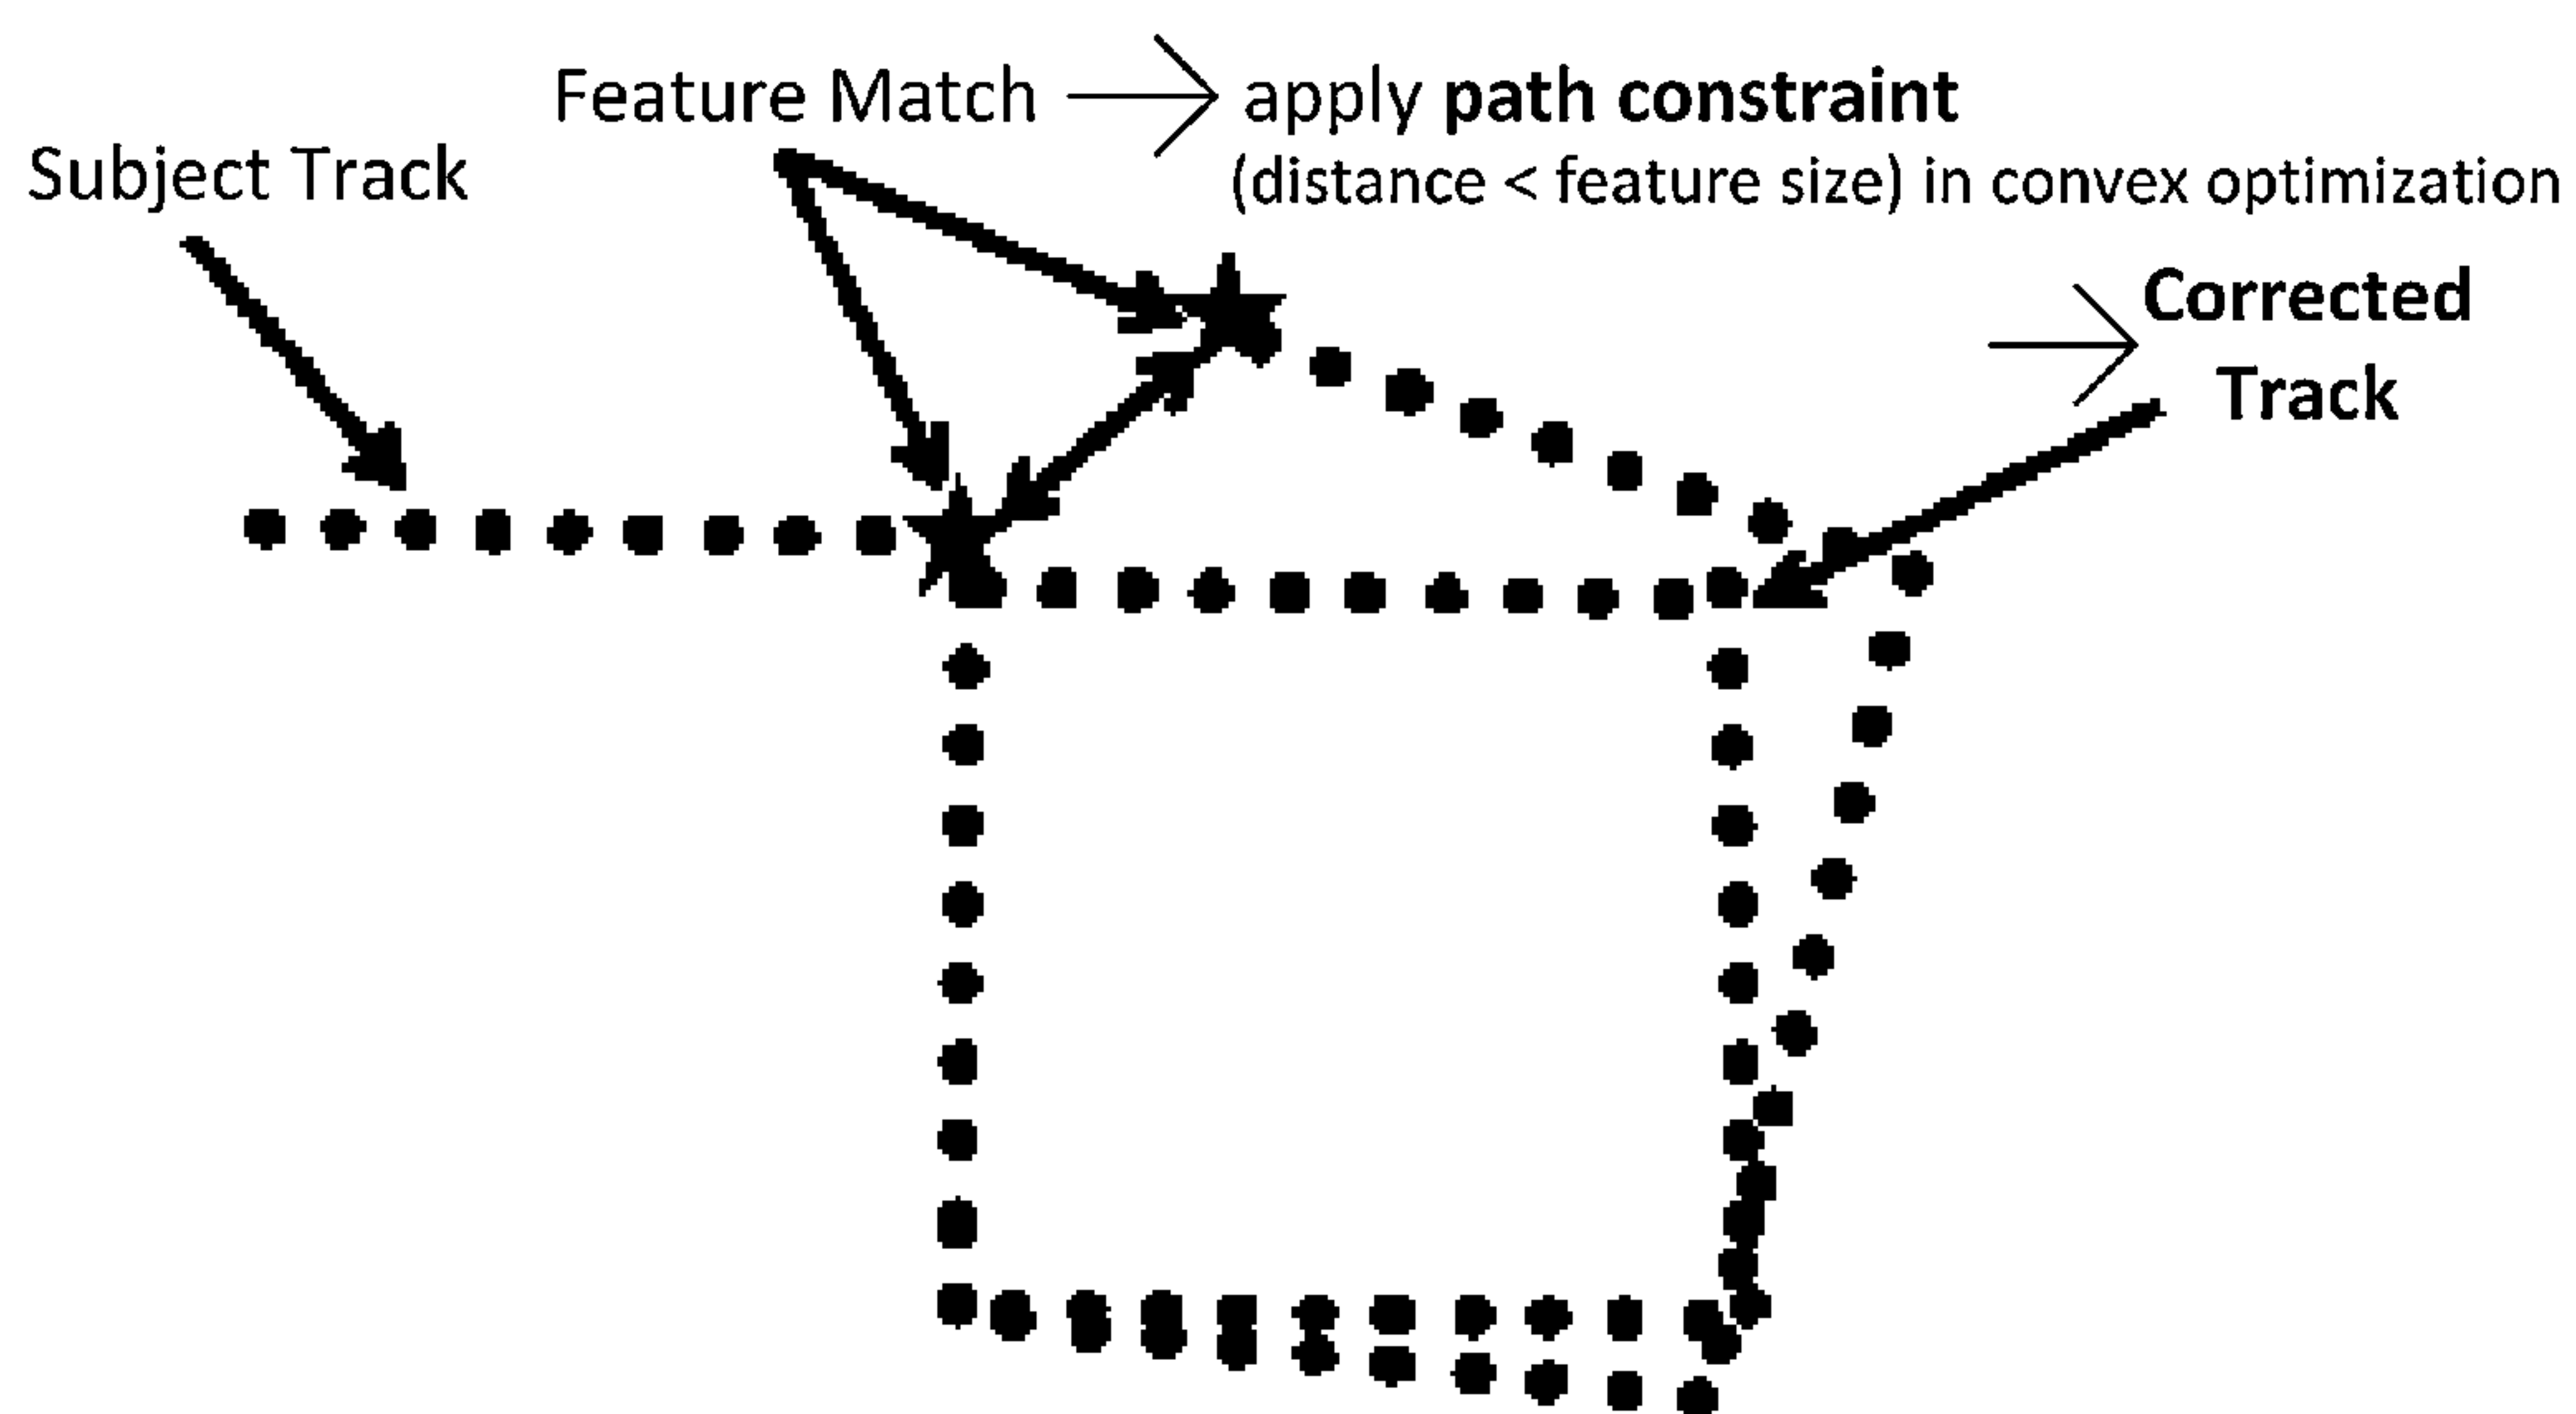 Feature Match apply path constraint
Subject Track
(distance < feature size) in convex optimization
Corrected
Track